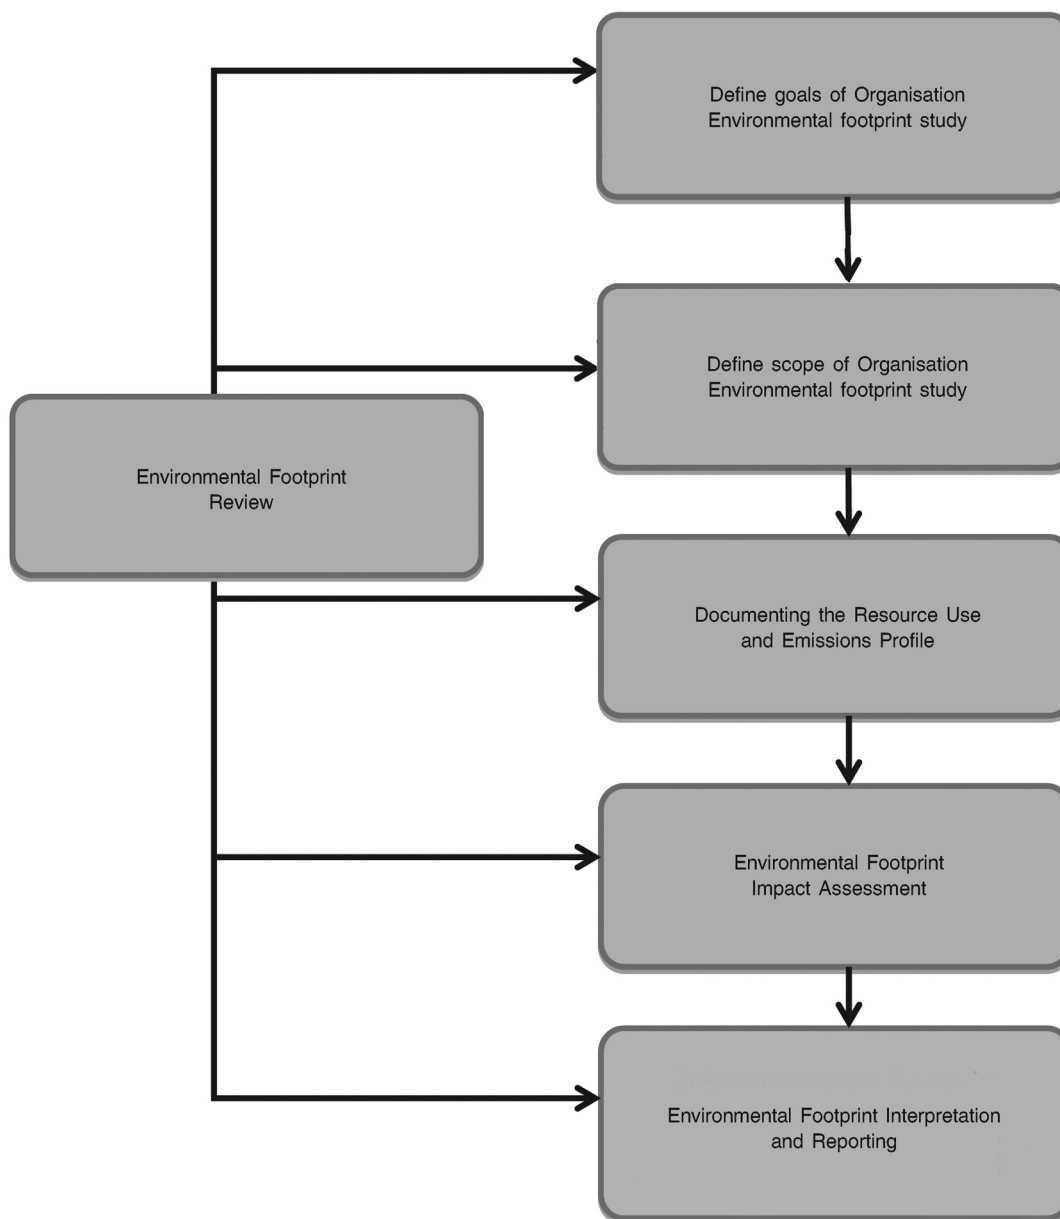 Define goals of Organisation
Environmental footprint study
Define scope of Organisation
Environmental footprint study
Environmental Footprint
Review
Documenting the Resource Use
and Emissions Profile
Environmental Footprint
Impact Assessment
Environmental Footprint Interpretation
and Reporting